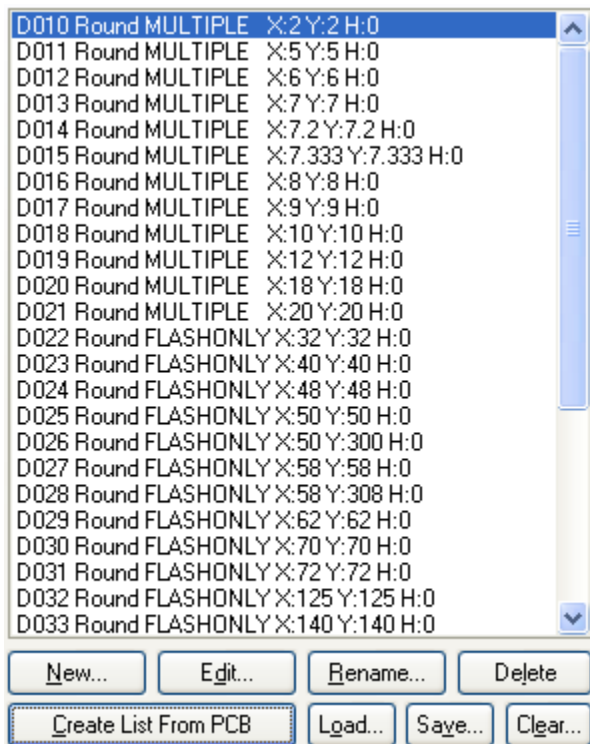 D010 Round MULTIPLE X:2 Y:2 H:0
D011 Round MULTIPLE X:5 Y:5 H:0
D012 Round MULTIPLE X:6 Y:6 H:0
D013 Round MULTIPLE X:7 Y:7 H:0
D014 Round MULTIPLE X:7.2 Y:7.2 H:0
D015 Round MULTIPLE X:7.333 Y:7.333 H:0
D016 Round MULTIPLE X:8 Y:8 H:0
D017 Round MULTIPLE X:9 Y:9 H:0
D018 Round MULTIPLE X:10 Y:10 H:0
D019 Round MULTIPLE X:12 Y:12 H:0
D020 Round MULTIPLE X:18 Y:18 H:0
D021 Round MULTIPLE X:20 Y:20 H:0
D022 Round FLASHONLY X:32 Y:32 H:0
D023 Round FLASHONLY X:40 Y:40 H:0
D024 Round FLASHONLY X:48 Y:48 H:0
D025 Round FLASHONLY X:50 Y:50 H:0
D026 Round FLASHONLY X:50 Y:300 H:0
D027 Round FLASHONLY X:58 Y:58 H:0
D028 Round FLASHONLY X:58 Y:308 H:0
D029 Round FLASHONLY X:62 Y:62 H:0
D030 Round FLASHONLY X:70 Y:70 H:0
D031 Round FLASHONLY X:72 Y:72 H:0
D032 Round FLASHONLY X:125 Y:125 H:0
D033 Round FLASHONLY X:140 Y:140 H:0
New... Edit... Rename... Delete
Create List From PCB Load... Save... Clear...